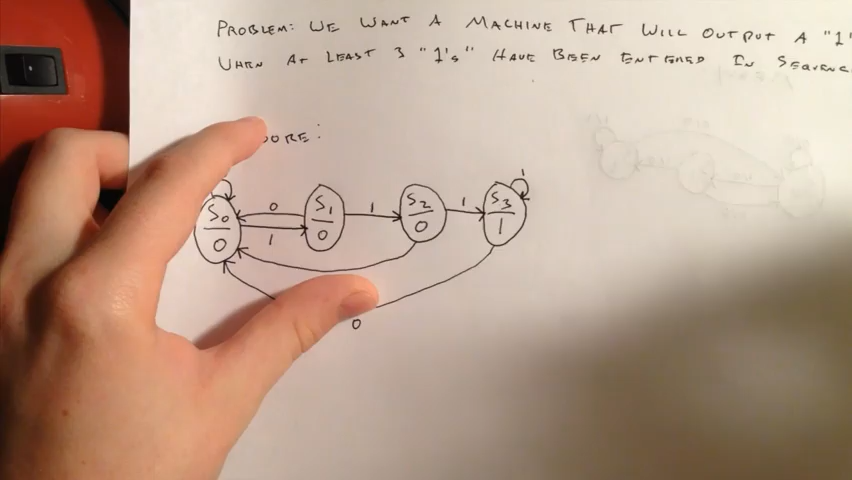 PROBLEM: WE WANT A MACHINE THAT WILL OUTPUT A "1"
WHEN AT LEAST 3 "1's" HAVE BEEN ENTERED IN
OORE:
0 1 1 1
S0 S1 S2 S3
0 0 0 1
1
0